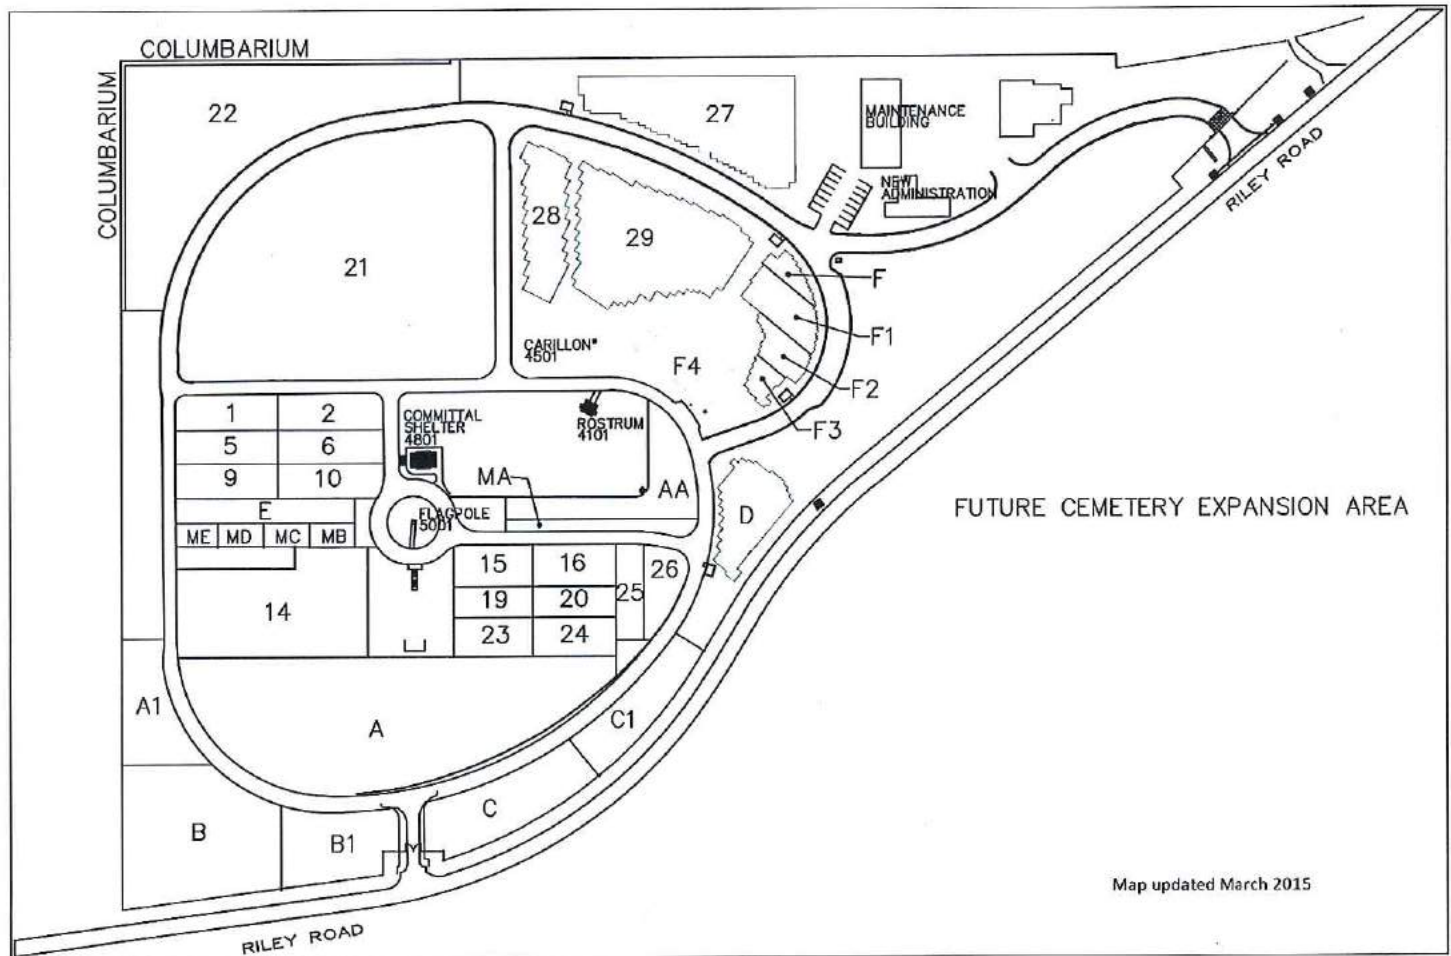 COLUMBARIUM
COLUMBARIUM
22
27
MAINTENANCE
BUILDING
NEW
ADMINISTRATION
RILEY ROAD
28
29
21
F
F1
CARILLON
4501
F4
F2
F3
1
2
COMMITTAL
SHELTER
4801
ROSTRUM
4101
5
6
9
10
MA
AA
E
FLAGPOLE
5001
D
FUTURE CEMETERY EXPANSION AREA
ME
MD
MC
MB
15
16
26
25
14
19
20
23
24
A1
A
C1
C
B
B1
Map updated March 2015
RILEY ROAD